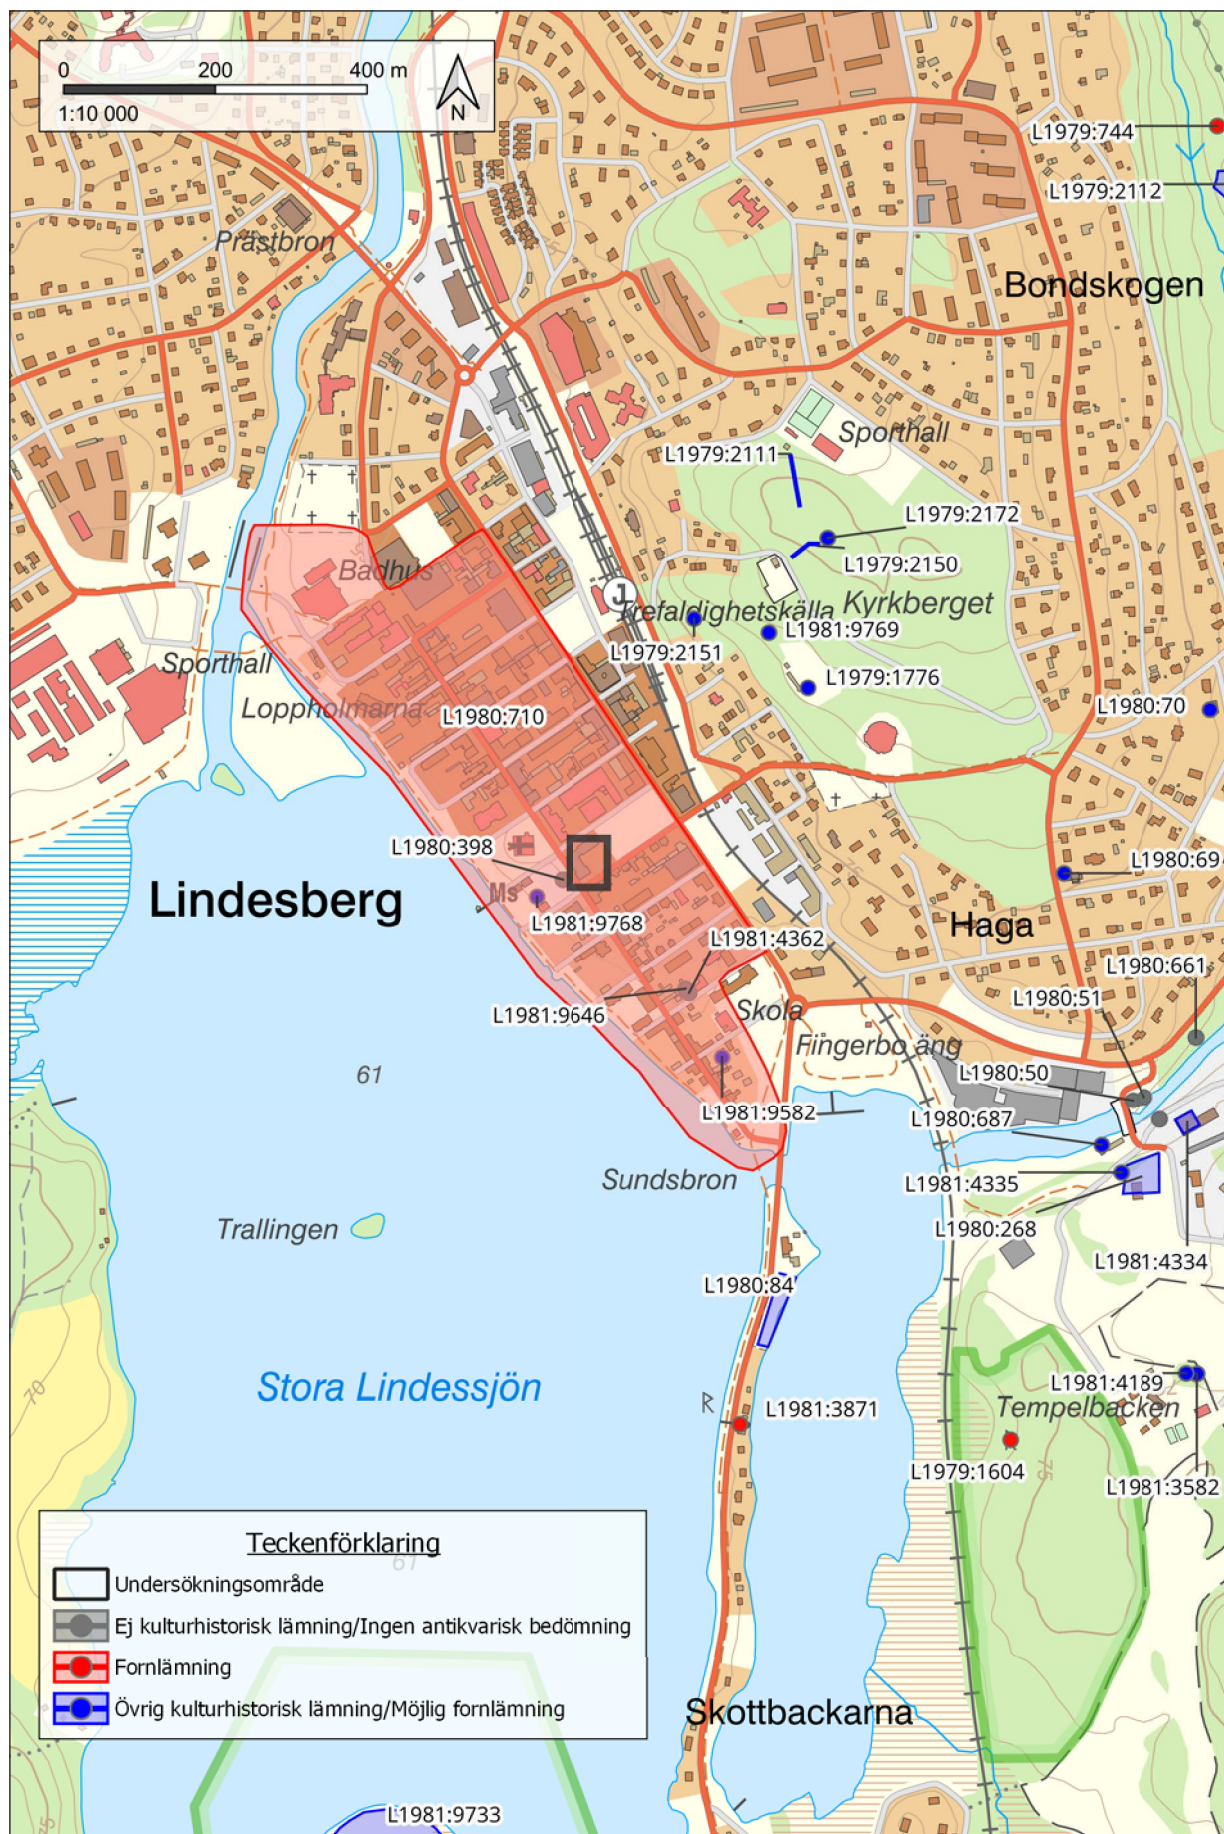 0 200 400 m
1:10 000
N
L1979:744
L1979:2112
Prästbron
Bondskogen
Sporthall
L1979:2111
L1979:2172
L1979:2150
Badhus
J
Trefaldighetskälla
Kyrkberget
L1981:9769
L1979:2151
Sporthall
L1979:1776
Loppholmarna
L1980:710
L1980:70
L1980:398
L1980:69
Lindesberg
Ms
L1981:9768
Haga
L1981:4362
L1980:661
L1980:51
L1981:9646
Skola
Fingerbo äng
61
L1980:50
L1981:9582
L1980:687
Sundsbron
L1981:4335
L1980:268
Trallingen
L1981:4334
L1980:84
Stora Lindessjön
70
L1981:4189
L1981:3871
R
Tempelbacken
L1979:1604
75
L1981:3582
Teckenförklaring
61
Undersökningsområde
Ej kulturhistorisk lämning/Ingen antikvarisk bedömning
Fornlämning
Övrig kulturhistorisk lämning/Möjlig fornlämning
Skottbackarna
L1981:9733
75